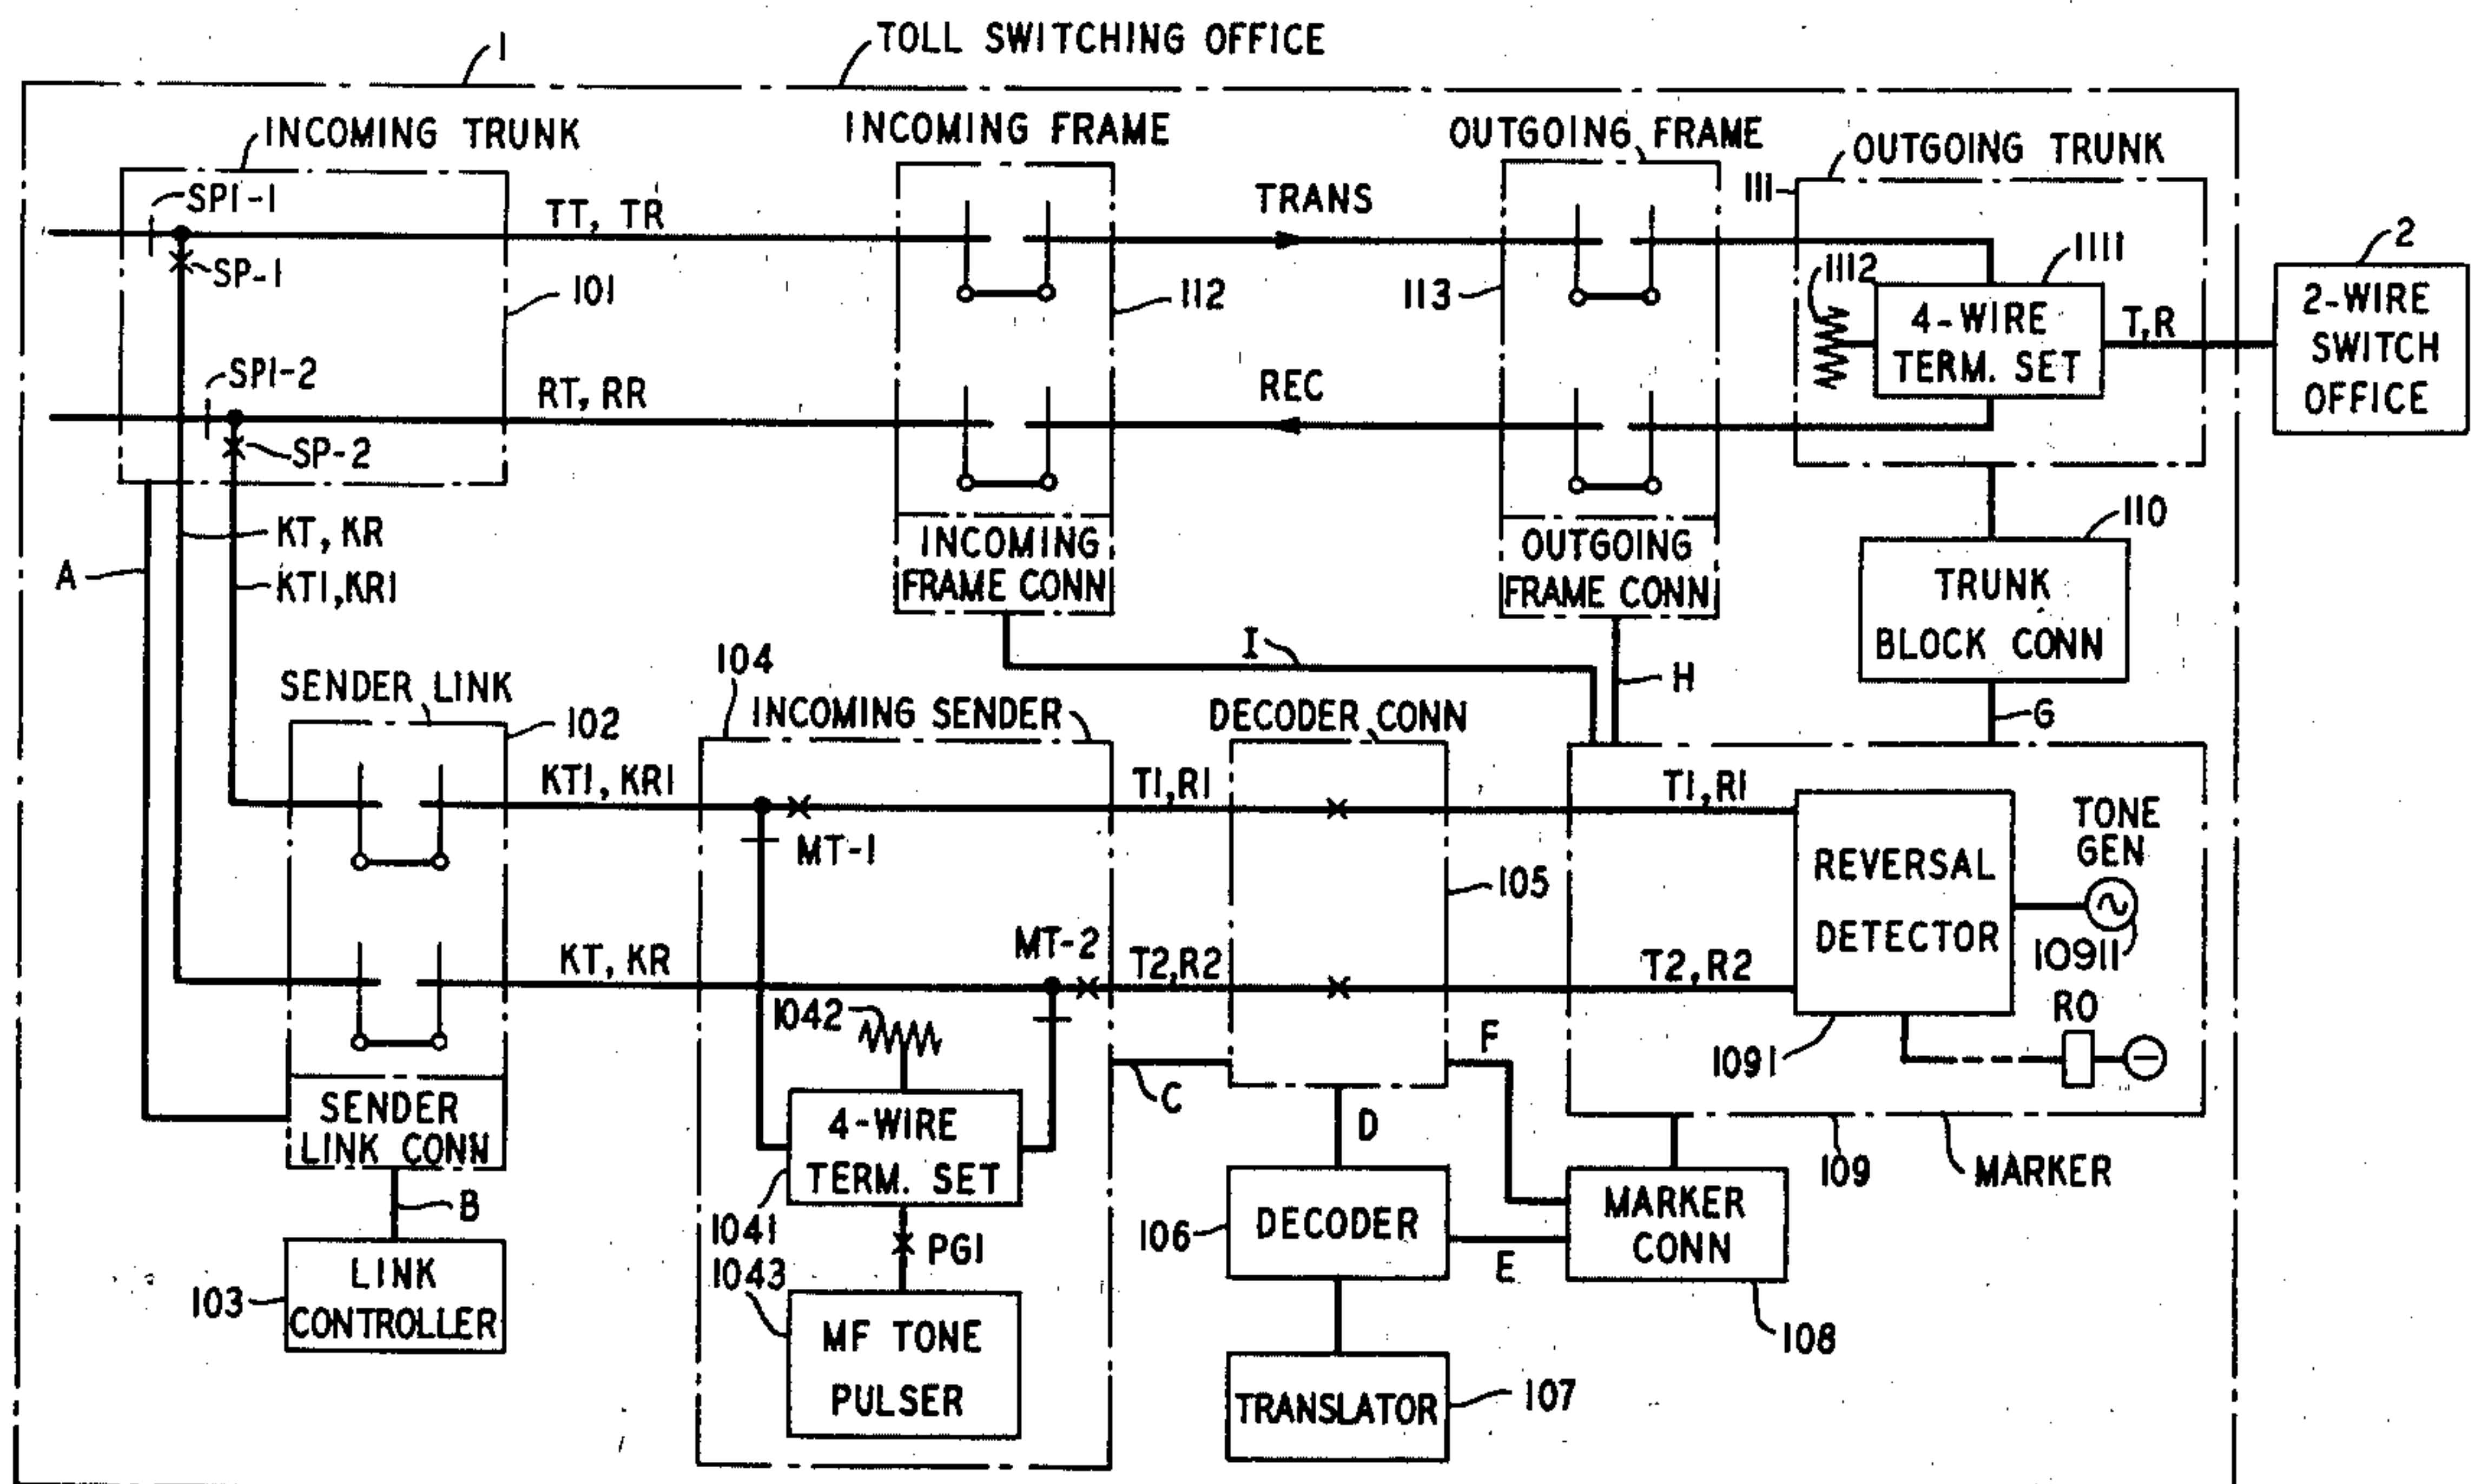 1
TOLL SWITCHING OFFICE
INCOMING TRUNK
INCOMING FRAME
OUTGOING FRAME
OUTGOING TRUNK
SP1-1
TT, TR
TRANS
111
SP-1
101
112
113
1112
1111
2
4-WIRE
TERM. SET
T,R
2-WIRE
SWITCH
OFFICE
SP1-2
RT, RR
REC
SP-2
KT, KR
KT1,KR1
A
INCOMING
FRAME CONN
OUTGOING
FRAME CONN
110
TRUNK
BLOCK CONN
I
H
G
SENDER LINK
102
104
INCOMING SENDER
DECODER CONN
KT1, KR1
T1,R1
T1,R1
MT-1
105
REVERSAL
DETECTOR
TONE
GEN
10911
KT, KR
MT-2
T2,R2
T2,R2
RO
1042
F
1091
C
SENDER
LINK CONN
4-WIRE
TERM. SET
D
109
MARKER
B
1041
PG1
106
DECODER
E
MARKER
CONN
108
103
LINK
CONTROLLER
1043
MF TONE
PULSER
TRANSLATOR
107